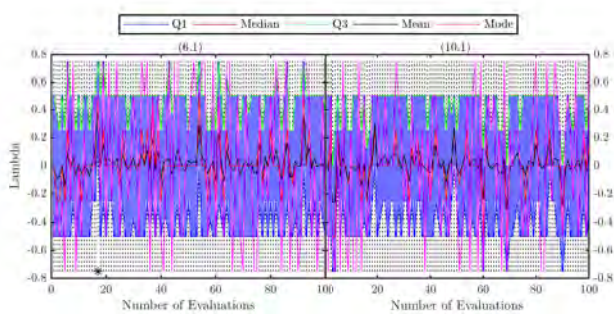 Q1 Median Q3 Mean Mode
(6.1) (10.1)
0.8 0.8
0.6 0.6
0.4 0.4
0.2 0.2
0 0
-0.2 -0.2
-0.4 -0.4
-0.6 -0.6
-0.8 -0.8
Lambda
0 20 40 60 80 100 20 40 60 80 100
Number of Evaluations Number of Evaluations